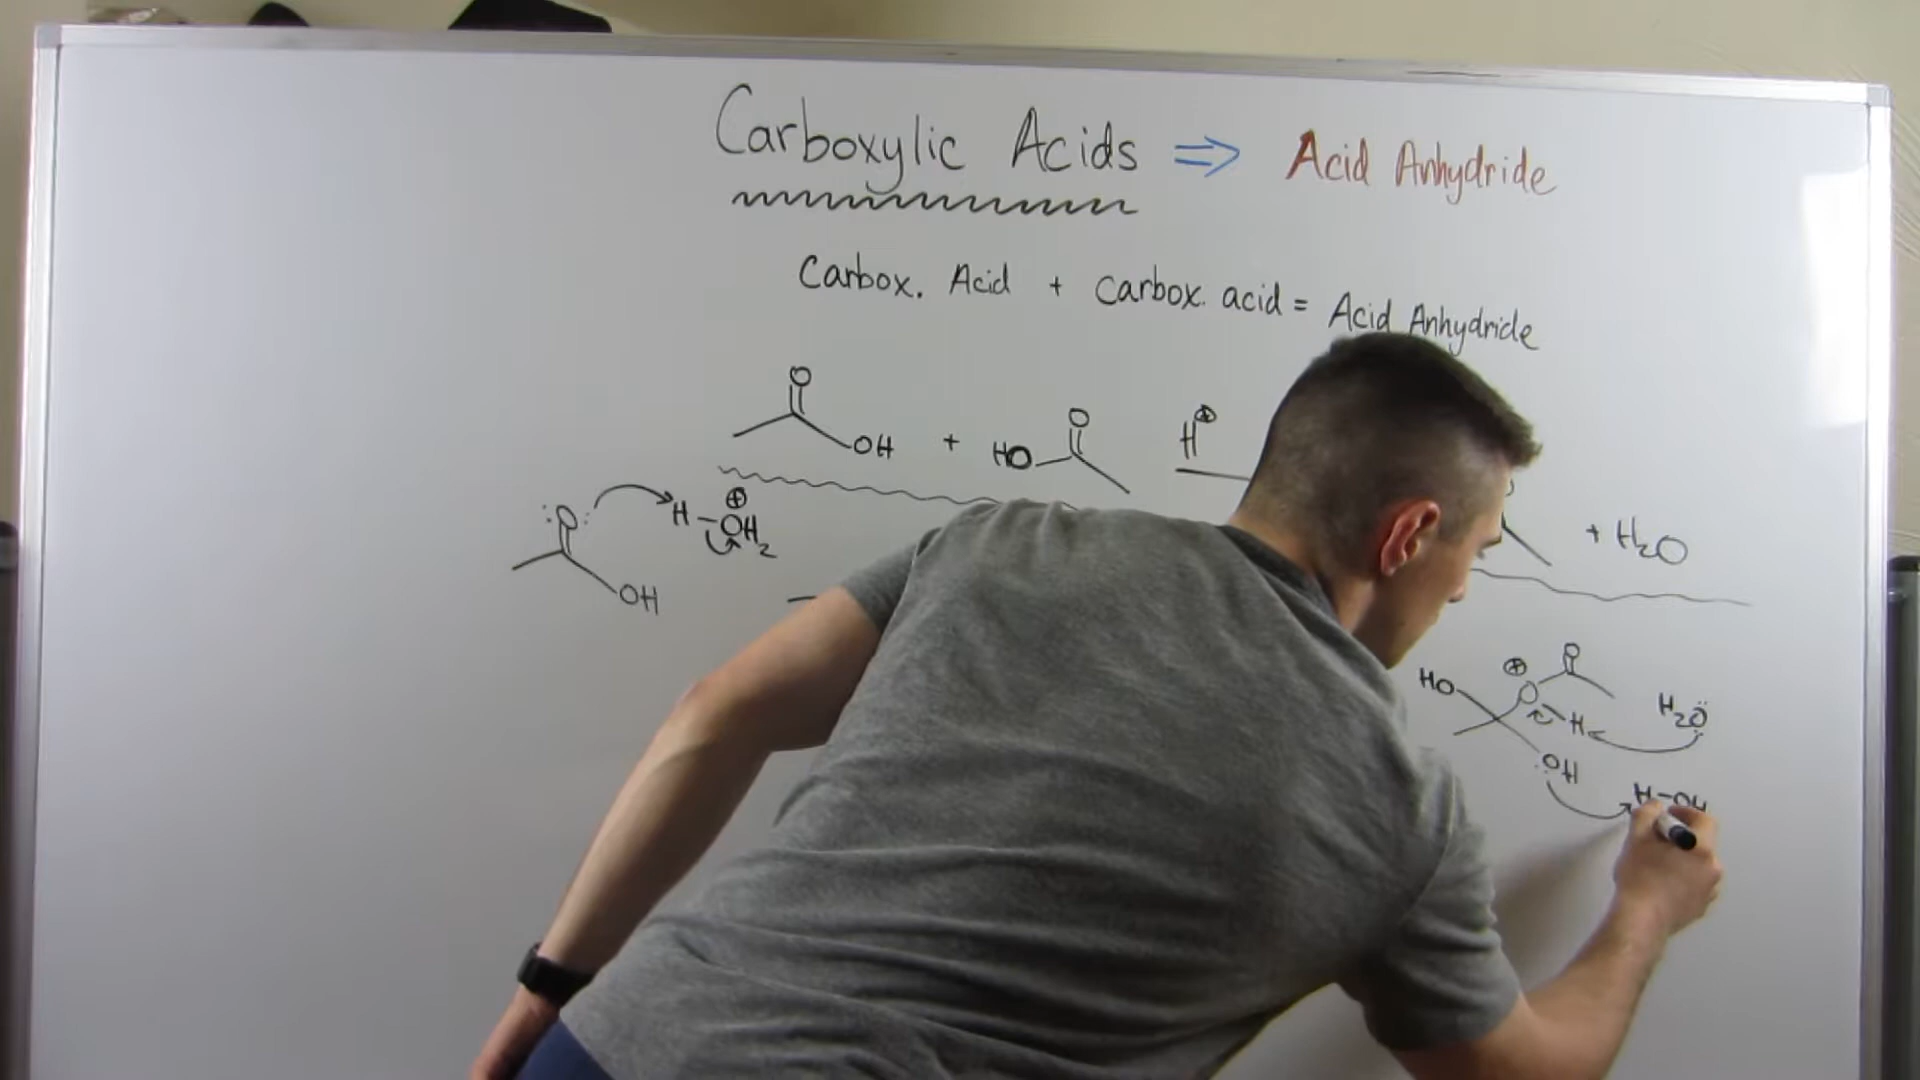 Carboxylic Acids ⇒ Acid Anhydride
Carbox. Acid + carbox. acid = Acid Anhydride
O
OH + HO O H⊕
+ H2O
O H-OH2 ⊕
OH
HO ⊕ O O H2O
H
OH
H-OH